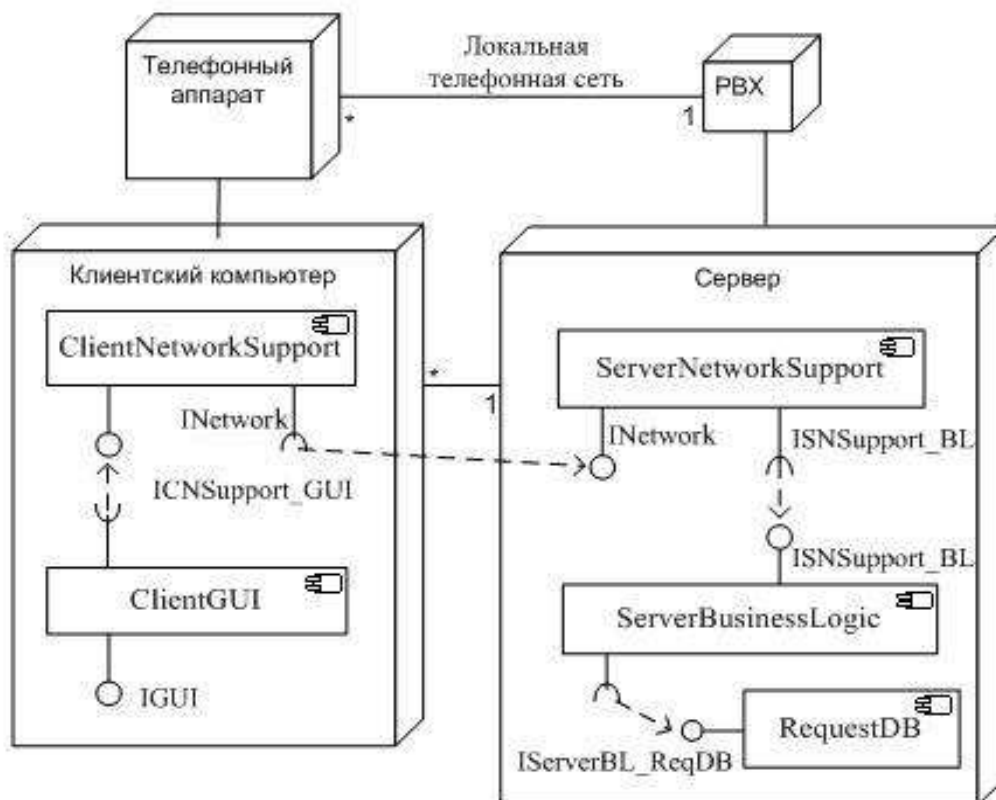 Телефонный
аппарат
Локальная
телефонная сеть
PBX
*
1
Клиентский компьютер
Сервер
ClientNetworkSupport
ServerNetworkSupport
*
1
INetwork
INetwork
ISNSupport_BL
ICNSupport_GUI
ISNSupport_BL
ClientGUI
ServerBusinessLogic
IGUI
RequestDB
IServerBL_ReqDB